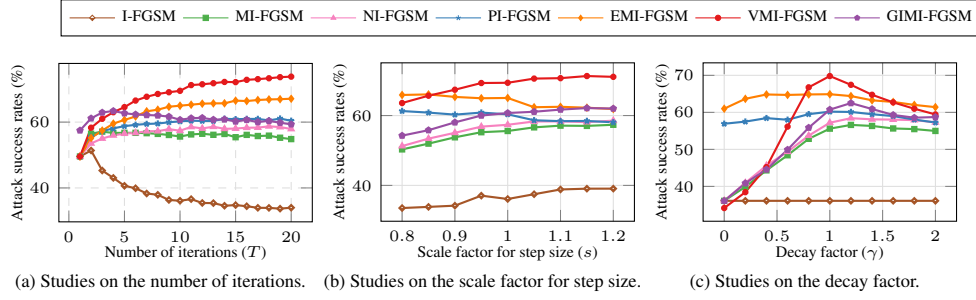 I-FGSM MI-FGSM NI-FGSM PI-FGSM EMI-FGSM VMI-FGSM GIMI-FGSM
Attack success rates (%)
60
40
0 5 10 15 20
Number of iterations (T)
(a) Studies on the number of iterations.
Attack success rates (%)
60
40
0.8 0.9 1 1.1 1.2
Scale factor for step size (s)
(b) Studies on the scale factor for step size.
Attack success rates (%)
70
60
50
40
0 0.5 1 1.5 2
Decay factor (γ)
(c) Studies on the decay factor.